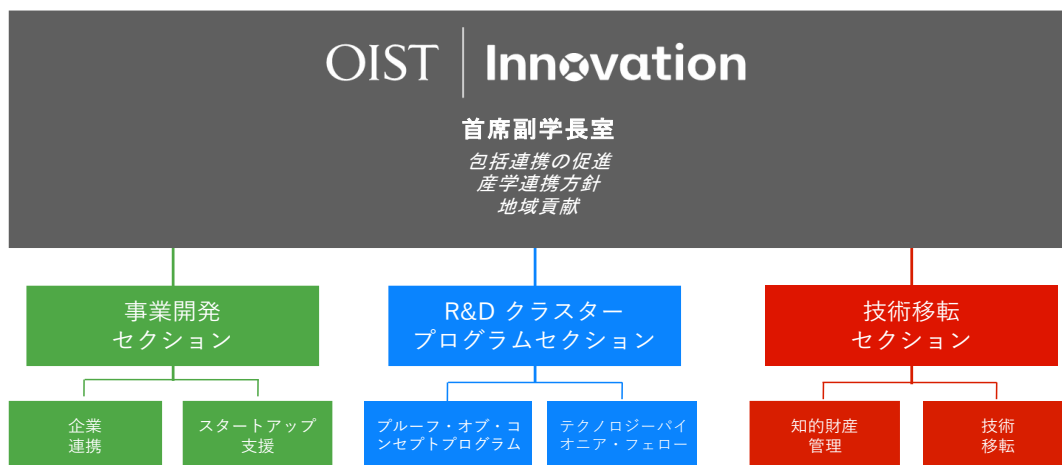 OIST | Innovation
首席副学長室
包括連携の促進
産学連携方針
地域貢献
事業開発
セクション
R&D クラスター
プログラムセクション
技術移転
セクション
企業
連携
スタートアップ
支援
プルーフ・オブ・コ
ンセプトプログラム
テクノロジーパイ
オニア・フェロー
知的財産
管理
技術
移転